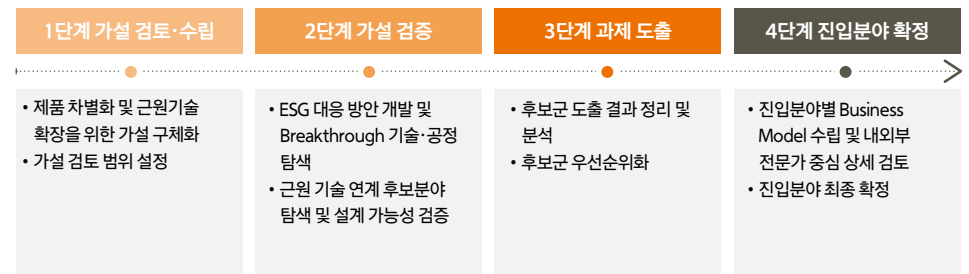 1단계 가설 검토·수립
• 제품 차별화 및 근원기술
확장을 위한 가설 구체화
• 가설 검토 범위 설정
2단계 가설 검증
• ESG 대응 방안 개발 및
Breakthrough 기술·공정
탐색
• 근원 기술 연계 후보분야
탐색 및 설계 가능성 검증
3단계 과제 도출
• 후보군 도출 결과 정리 및
분석
• 후보군 우선순위화
4단계 진입분야 확정
• 진입분야별 Business
Model 수립 및 내외부
전문가 중심 상세 검토
• 진입분야 최종 확정